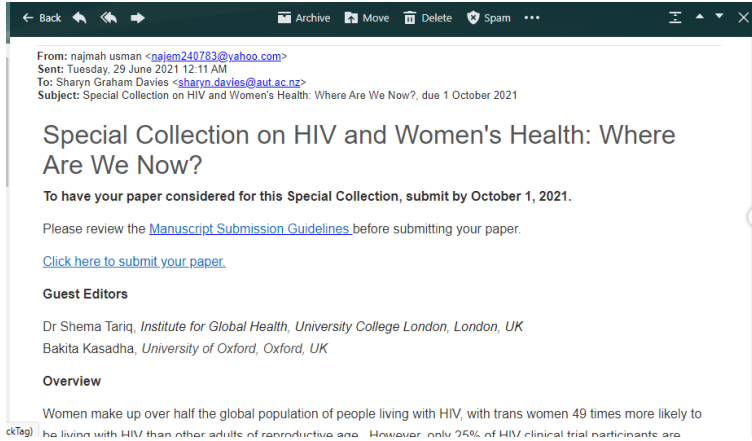 Back Archive Move Delete Spam
From: najmah usman <najem240783@yahoo.com>
Sent: Tuesday, 29 June 2021 12:11 AM
To: Sharyn Graham Davies <sharyn.davies@aut.ac.nz>
Subject: Special Collection on HIV and Women's Health: Where Are We Now?, due 1 October 2021
Special Collection on HIV and Women's Health: Where
Are We Now?
To have your paper considered for this Special Collection, submit by October 1, 2021.
Please review the Manuscript Submission Guidelines before submitting your paper.
Click here to submit your paper.
Guest Editors
Dr Shema Tariq, Institute for Global Health, University College London, London, UK
Bakita Kasadha, University of Oxford, Oxford, UK
Overview
Women make up over half the global population of people living with HIV, with trans women 49 times more likely to
ckTag) be living with HIV than other adults of reproductive age. However, only 25% of HIV clinical trial participants are